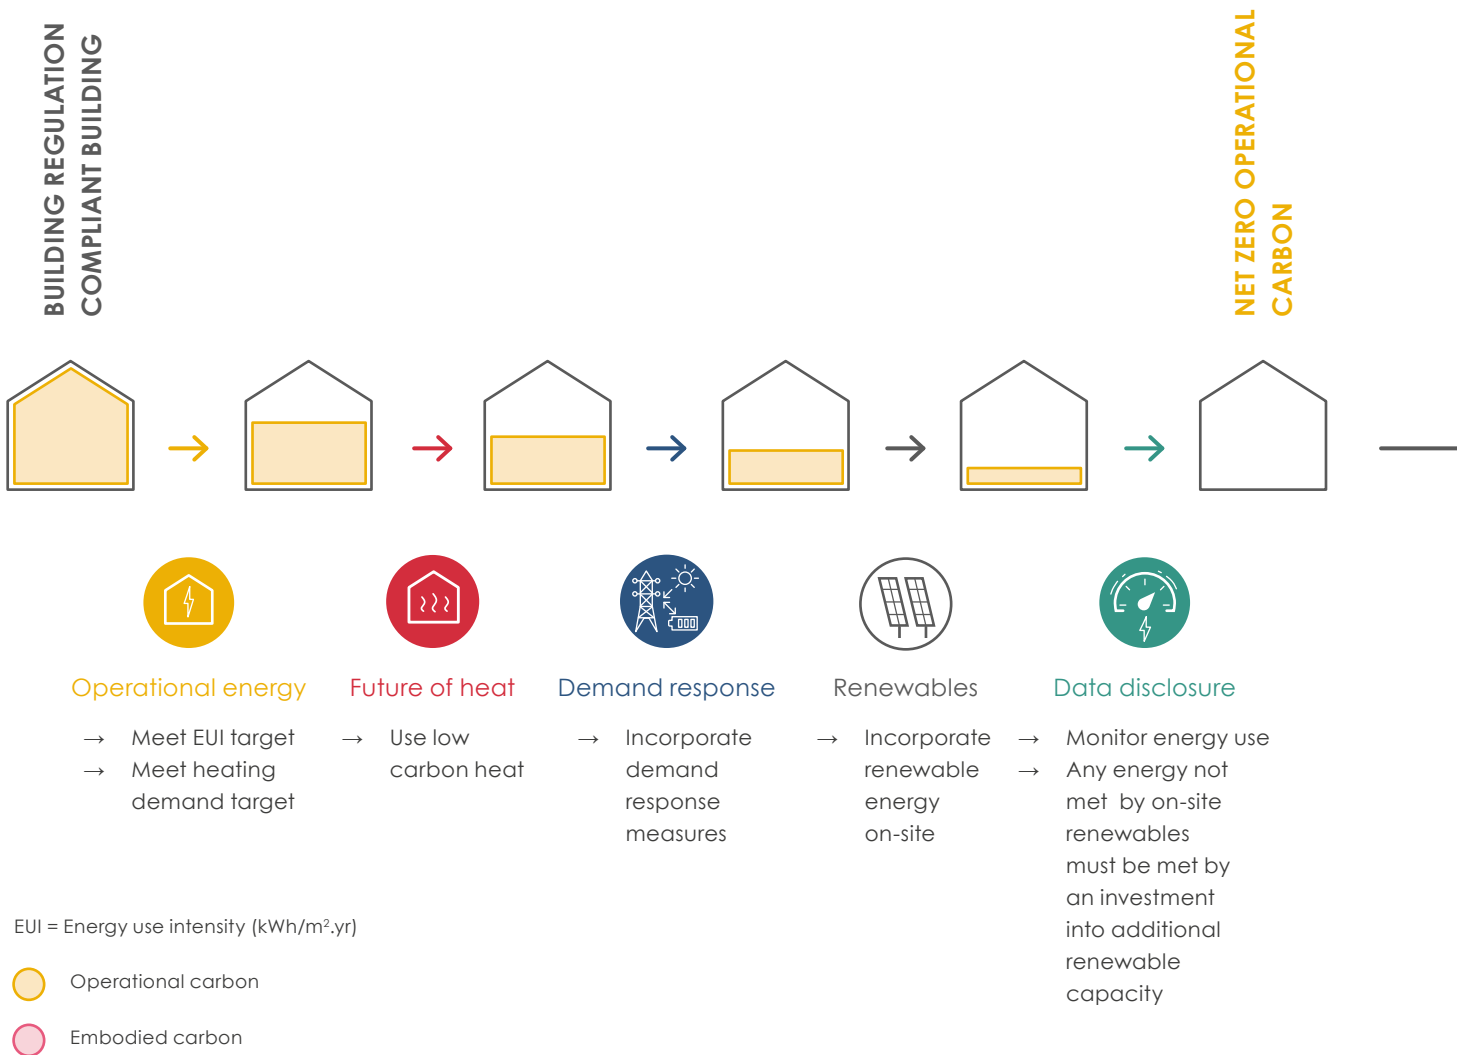 BUILDING REGULATION
COMPLIANT BUILDING
NET ZERO OPERATIONAL
CARBON
Operational energy
→ Meet EUI target
→ Meet heating
demand target
Future of heat
→ Use low
carbon heat
Demand response
→ Incorporate
demand
response
measures
Renewables
→ Incorporate
renewable
energy
on-site
Data disclosure
→ Monitor energy use
→ Any energy not
met by on-site
renewables
must be met by
an investment
into additional
renewable
capacity
EUI = Energy use intensity (kWh/m².yr)
Operational carbon
Embodied carbon